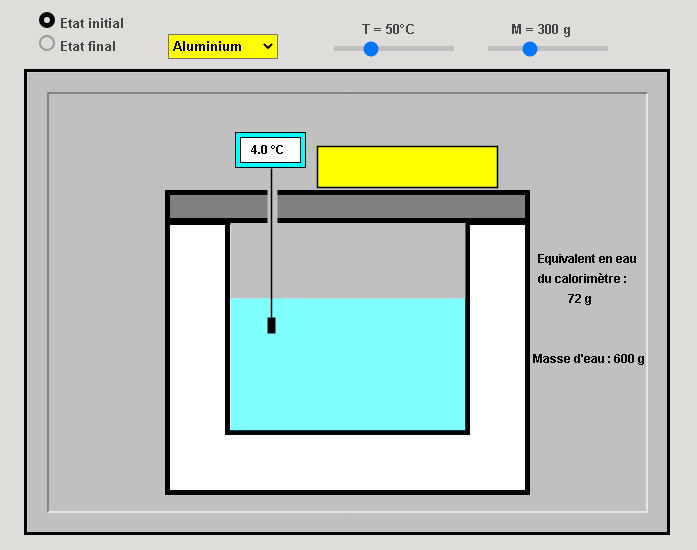 Etat initial
Etat final
Aluminium
T = 50°C
M = 300 g
4.0 °C
Equivalent en eau
du calorimètre :
72 g
Masse d'eau : 600 g